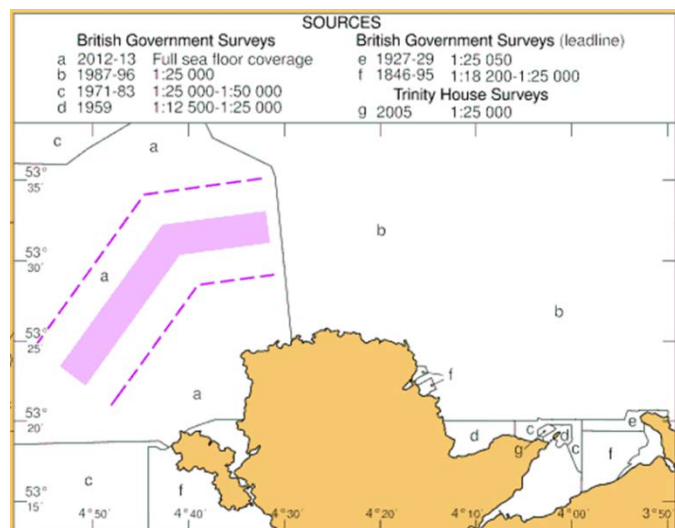 SOURCES
British Government Surveys
a 2012-13 Full sea floor coverage
b 1987-96 1:25 000
c 1971-83 1:25 000-1:50 000
d 1959 1:12 500-1:25 000
British Government Surveys (leadline)
e 1927-29 1:25 050
f 1846-95 1:18 200-1:25 000
Trinity House Surveys
g 2005 1:25 000
c
a
53°
35'
b
53°
30'
a
b
53°
25'
f
a
53°
20'
e
d
c
d
g
c
f
c
f
53°
15'
4°50'
4°40'
4°30'
4°20'
4°10'
4°00'
3°50'